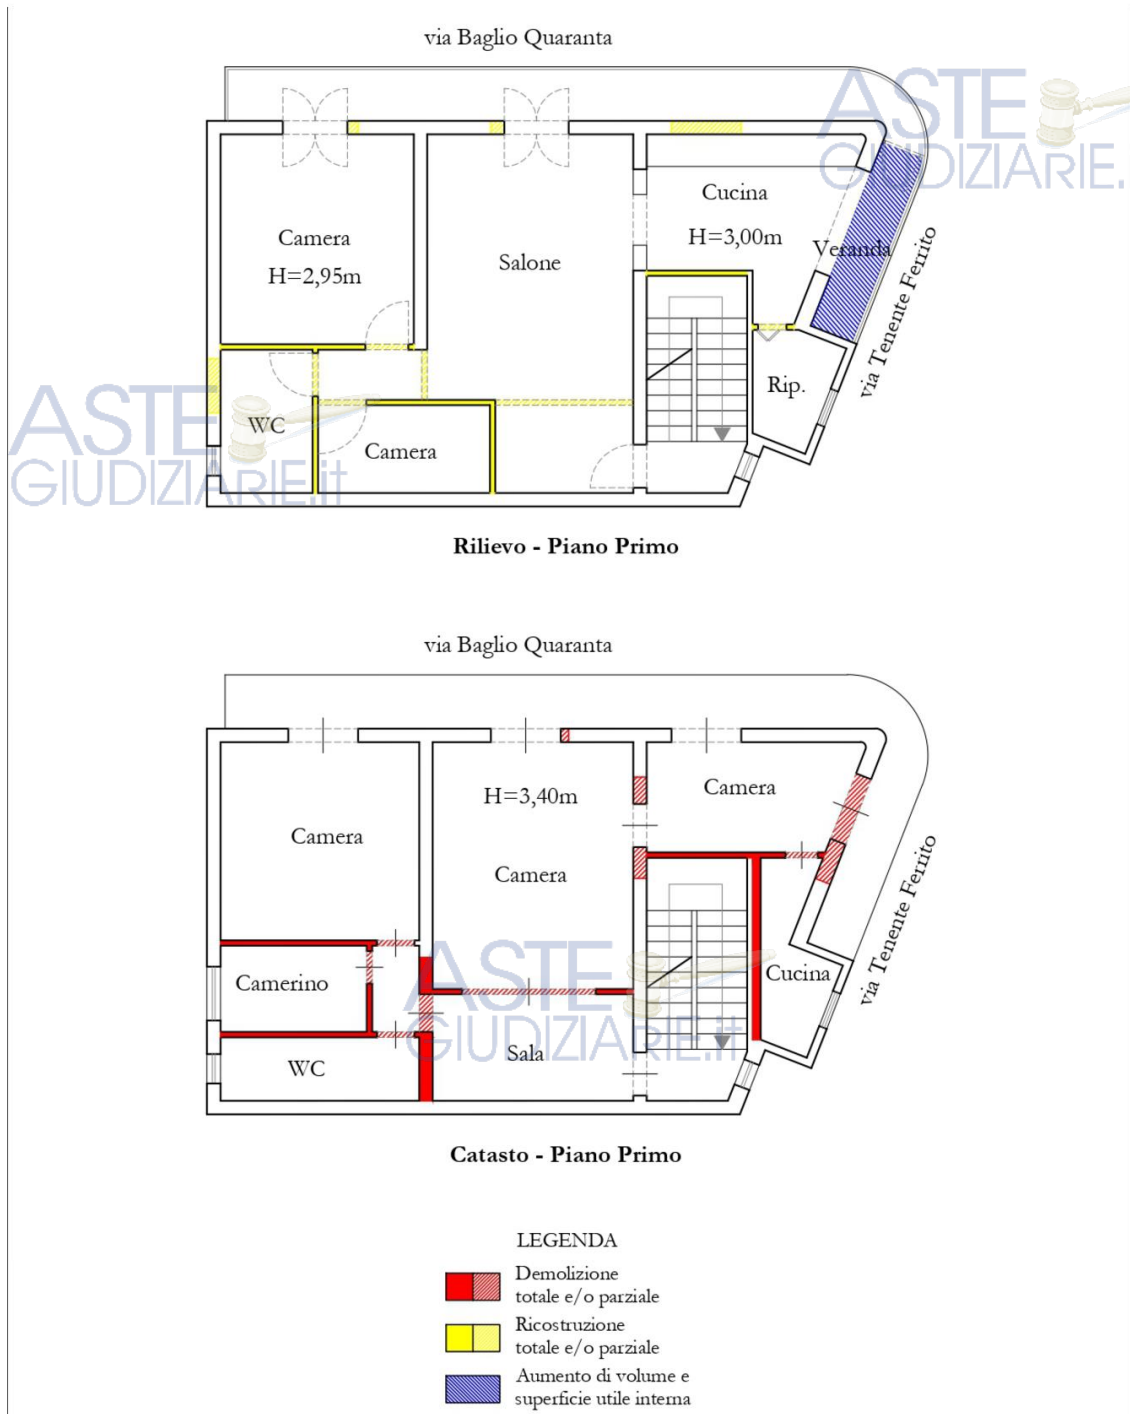 via Baglio Quaranta
ASTE
GIUDIZIARIE.
Cucina
H=3,00m
Camera
H=2,95m
Salone
Veranda
via Tenente Ferrito
Rip.
ASTE
GIUDIZIARIE.it
WC
Camera
Rilievo - Piano Primo
via Baglio Quaranta
Camera
H=3,40m
Camera
Camera
via Tenente Ferrito
ASTE
GIUDIZIARIE.it
Camerino
Cucina
Sala
WC
Catasto - Piano Primo
LEGENDA
Demolizione
totale e/o parziale
Ricostruzione
totale e/o parziale
Aumento di volume e
superficie utile interna